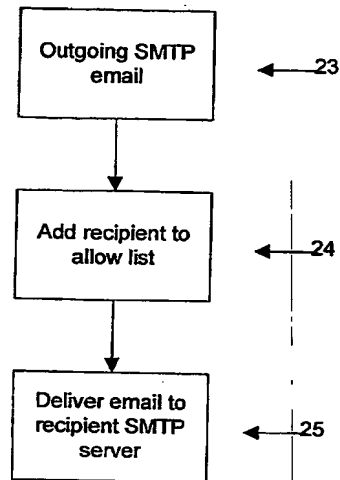 Outgoing SMTP
email
23
Add recipient to
allow list
24
Deliver email to
recipient SMTP
server
25